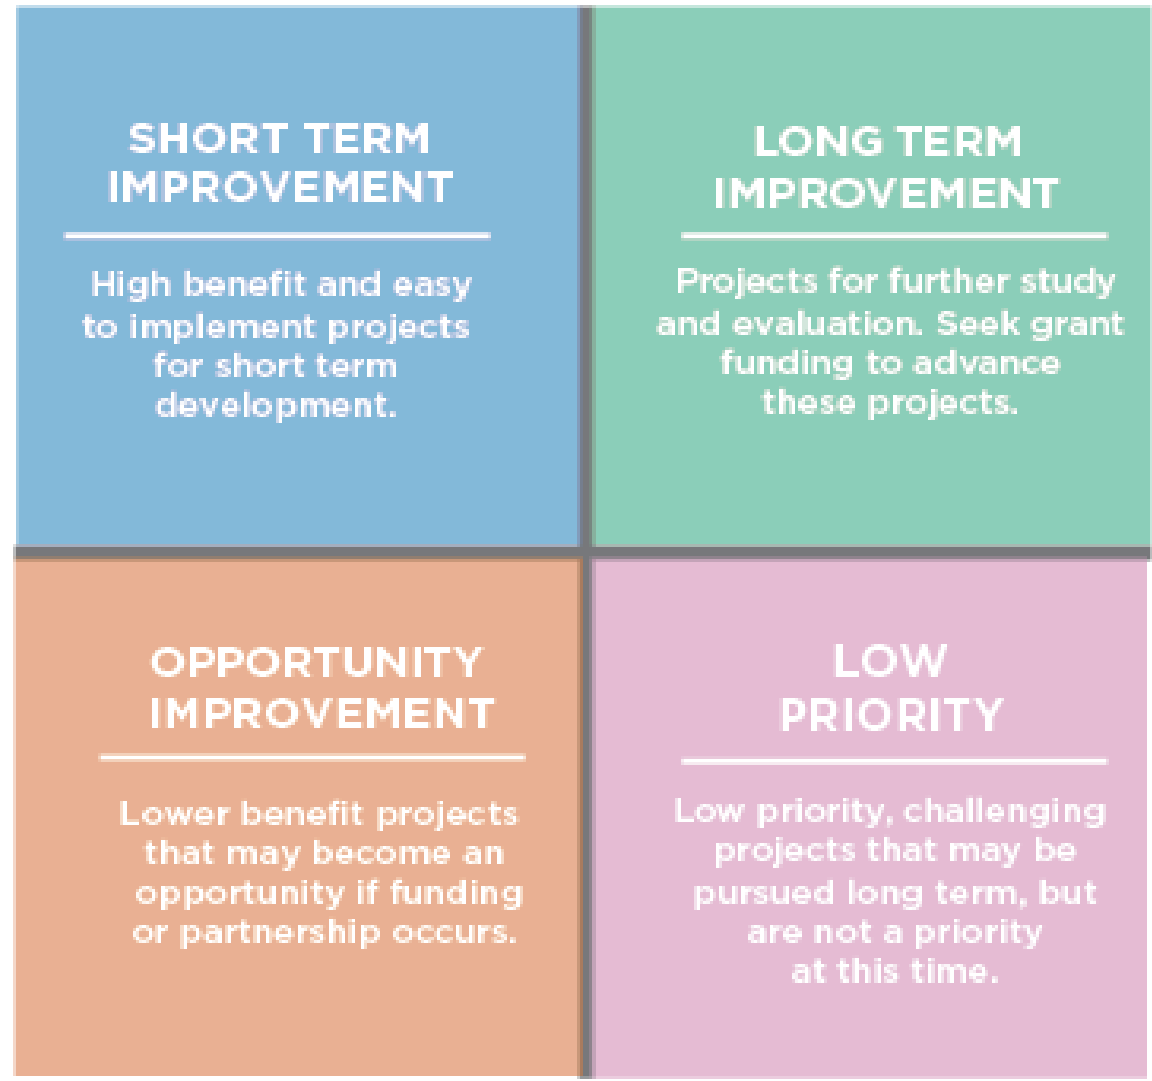 SHORT TERM
IMPROVEMENT
High benefit and easy
to implement projects
for short term
development.
LONG TERM
IMPROVEMENT
Projects for further study
and evaluation. Seek grant
funding to advance
these projects.
OPPORTUNITY
IMPROVEMENT
Lower benefit projects
that may become an
opportunity if funding
or partnership occurs.
LOW
PRIORITY
Low priority, challenging
projects that may be
pursued long term, but
are not a priority
at this time.